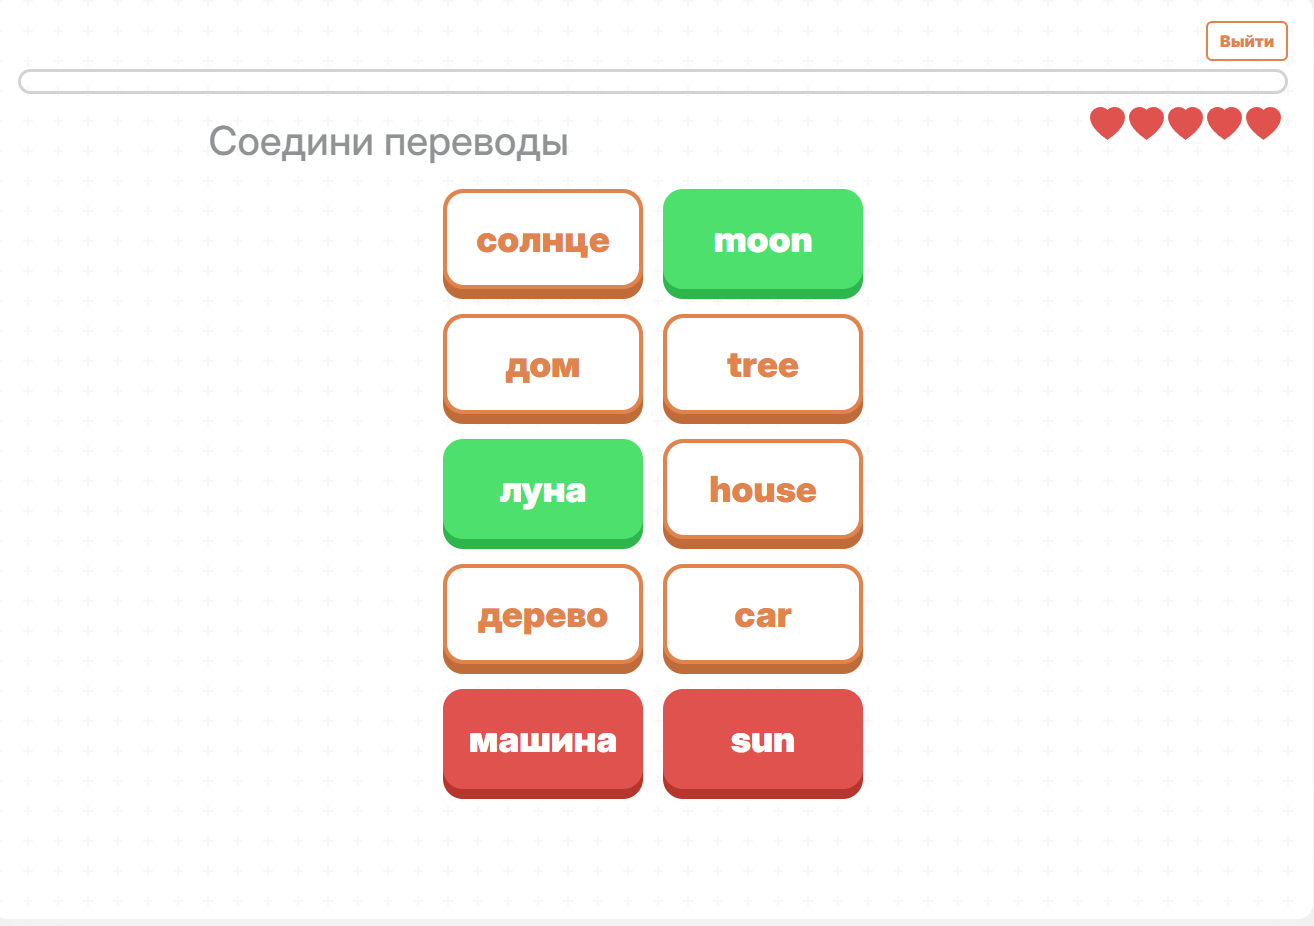 Выйти
Соедини переводы
солнце moon
дом tree
луна house
дерево car
машина sun